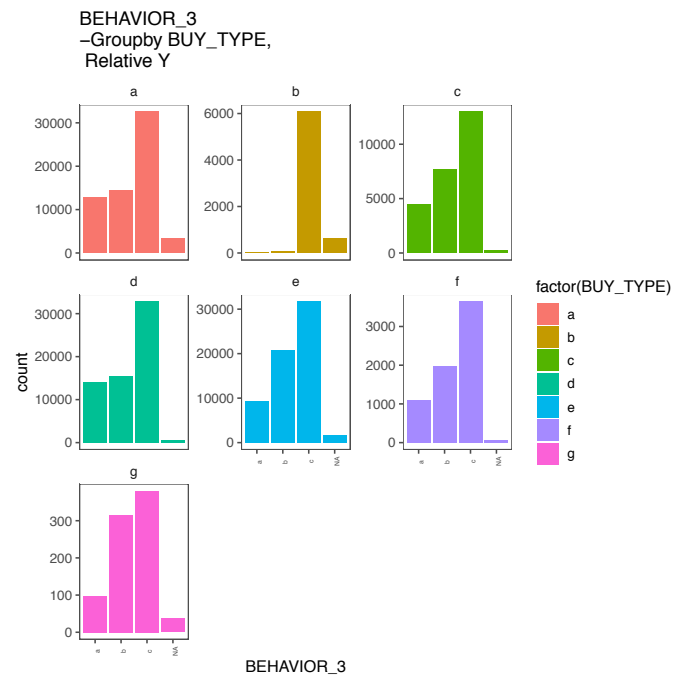 BEHAVIOR_3
−Groupby BUY_TYPE,
Relative Y
a
b
c
30000
20000
10000
0
6000
4000
2000
0
10000
5000
0
d
e
f
30000
20000
10000
0
30000
20000
10000
0
3000
2000
1000
0
a
b
c
NA
a
b
c
NA
g
300
200
100
0
a
b
c
NA
count
BEHAVIOR_3
factor(BUY_TYPE)
a
b
c
d
e
f
g